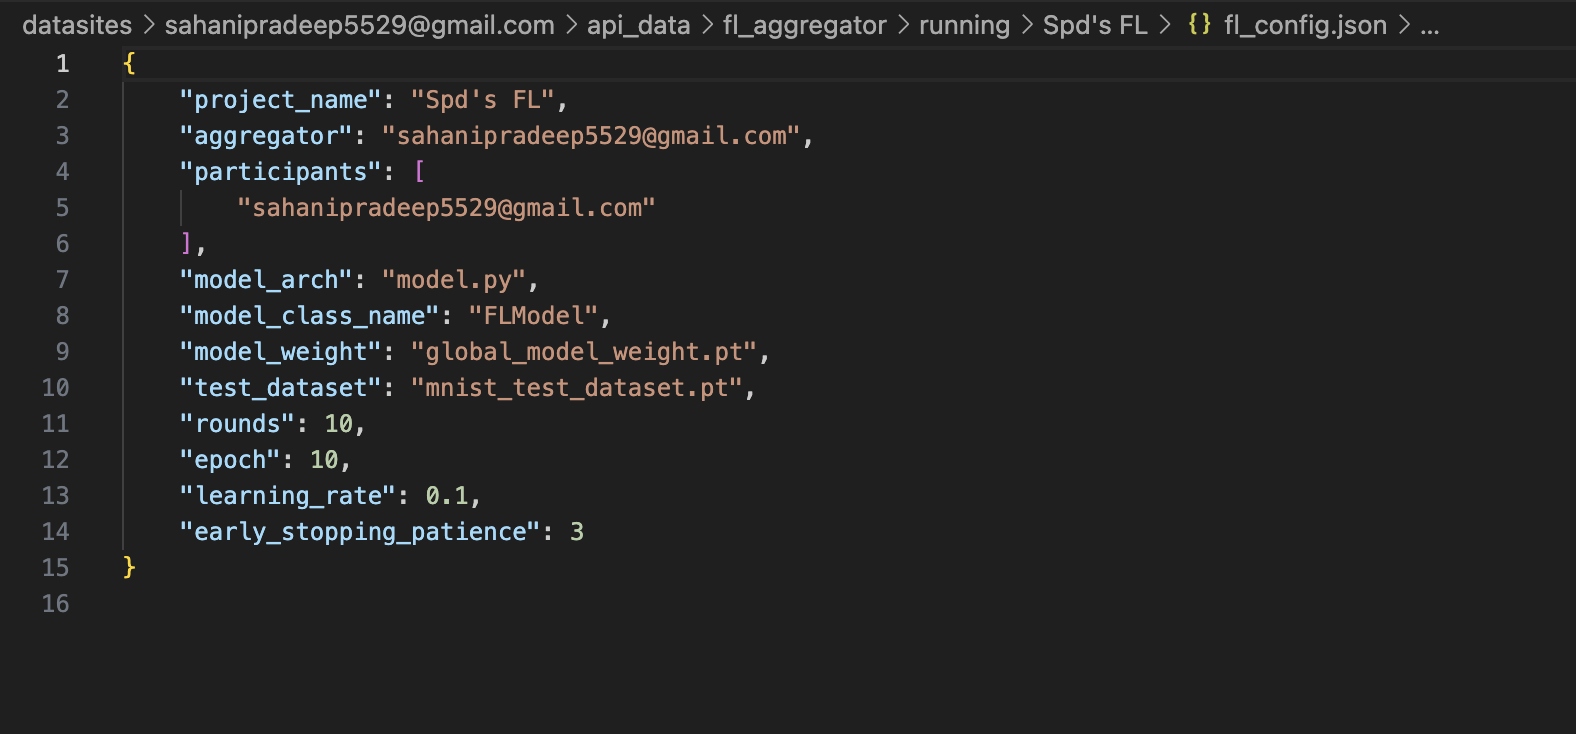 datasites > sahanipradeep5529@gmail.com > api_data > fl_aggregator > running > Spd's FL > {} fl_config.json > ...
1 {
2 "project_name": "Spd's FL",
3 "aggregator": "sahanipradeep5529@gmail.com",
4 "participants": [
5 "sahanipradeep5529@gmail.com"
6 ],
7 "model_arch": "model.py",
8 "model_class_name": "FLModel",
9 "model_weight": "global_model_weight.pt",
10 "test_dataset": "mnist_test_dataset.pt",
11 "rounds": 10,
12 "epoch": 10,
13 "learning_rate": 0.1,
14 "early_stopping_patience": 3
15 }
16